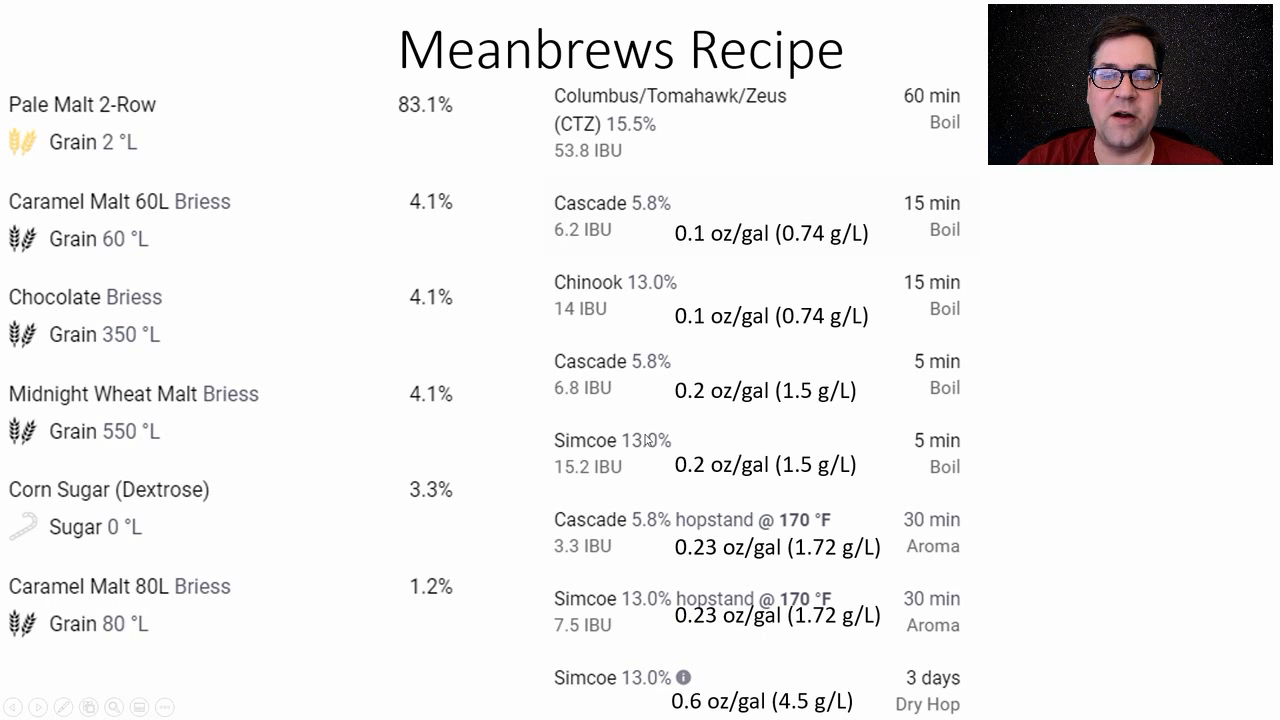 Meanbrews Recipe
Pale Malt 2-Row 83.1%
Grain 2 °L
Caramel Malt 60L Briess 4.1%
Grain 60 °L
Chocolate Briess 4.1%
Grain 350 °L
Midnight Wheat Malt Briess 4.1%
Grain 550 °L
Corn Sugar (Dextrose) 3.3%
Sugar 0 °L
Caramel Malt 80L Briess 1.2%
Grain 80 °L
Columbus/Tomahawk/Zeus 60 min
(CTZ) 15.5% Boil
53.8 IBU
Cascade 5.8% 15 min
6.2 IBU 0.1 oz/gal (0.74 g/L) Boil
Chinook 13.0% 15 min
14 IBU 0.1 oz/gal (0.74 g/L) Boil
Cascade 5.8% 5 min
6.8 IBU 0.2 oz/gal (1.5 g/L) Boil
Simcoe 13.0% 5 min
15.2 IBU 0.2 oz/gal (1.5 g/L) Boil
Cascade 5.8% hopstand @ 170 °F 30 min
3.3 IBU 0.23 oz/gal (1.72 g/L) Aroma
Simcoe 13.0% hopstand @ 170 °F 30 min
7.5 IBU 0.23 oz/gal (1.72 g/L) Aroma
Simcoe 13.0% 3 days
0.6 oz/gal (4.5 g/L) Dry Hop